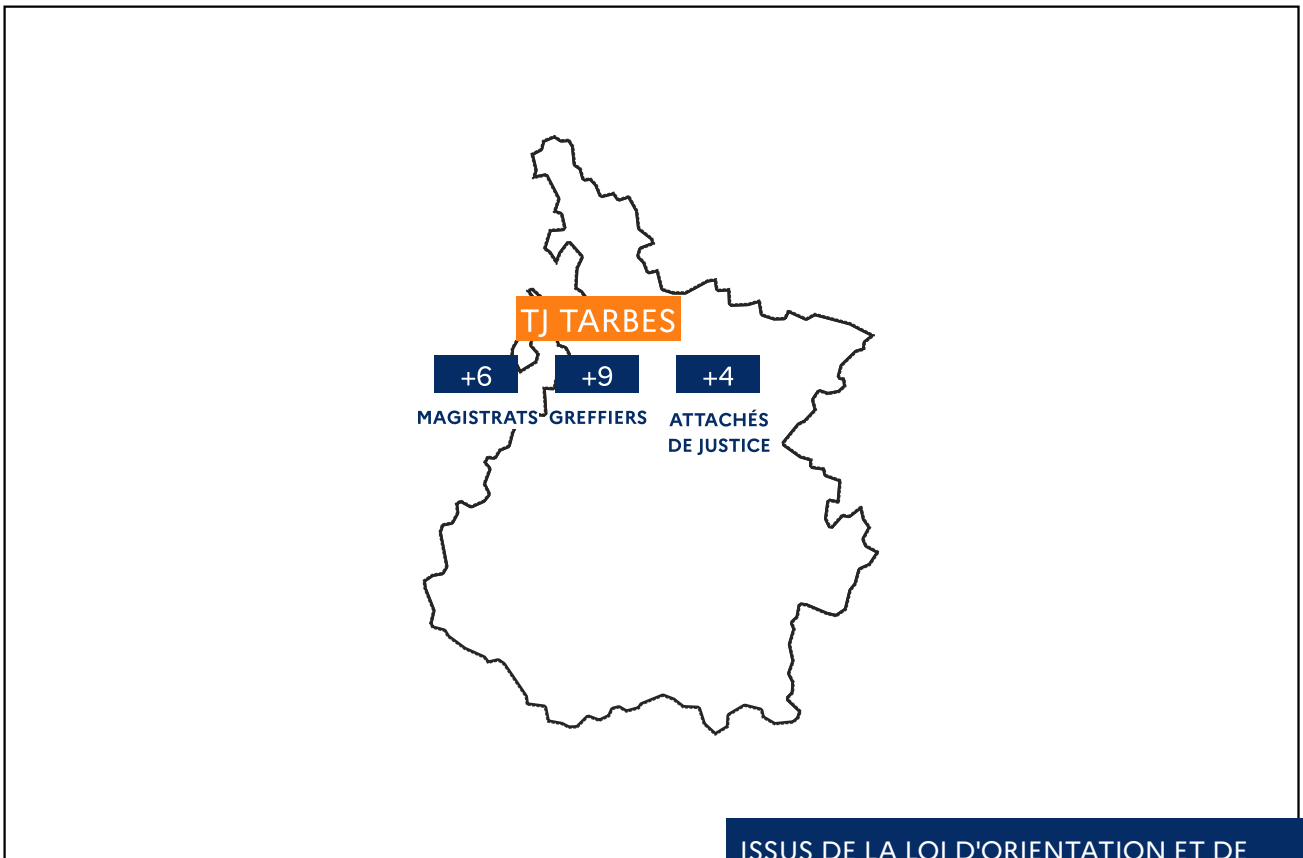 TJ TARBES
+6
+9
+4
MAGISTRATS
GREFFIERS
ATTACHÉS
DE JUSTICE
ISSUS DE LA LOI D'ORIENTATION ET DE